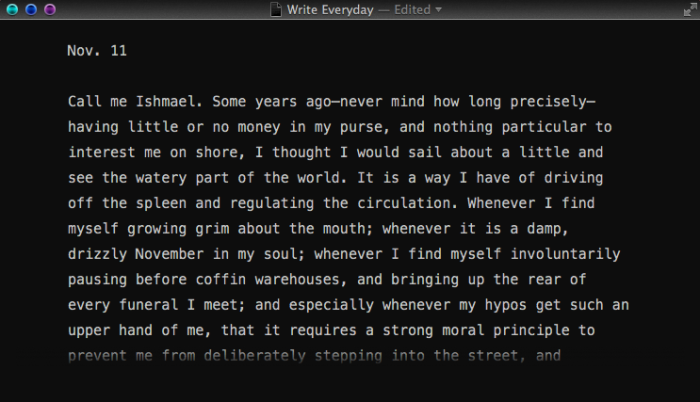 Write Everyday — Edited
Nov. 11
Call me Ishmael. Some years ago—never mind how long precisely—
having little or no money in my purse, and nothing particular to
interest me on shore, I thought I would sail about a little and
see the watery part of the world. It is a way I have of driving
off the spleen and regulating the circulation. Whenever I find
myself growing grim about the mouth; whenever it is a damp,
drizzly November in my soul; whenever I find myself involuntarily
pausing before coffin warehouses, and bringing up the rear of
every funeral I meet; and especially whenever my hypos get such an
upper hand of me, that it requires a strong moral principle to
prevent me from deliberately stepping into the street, and